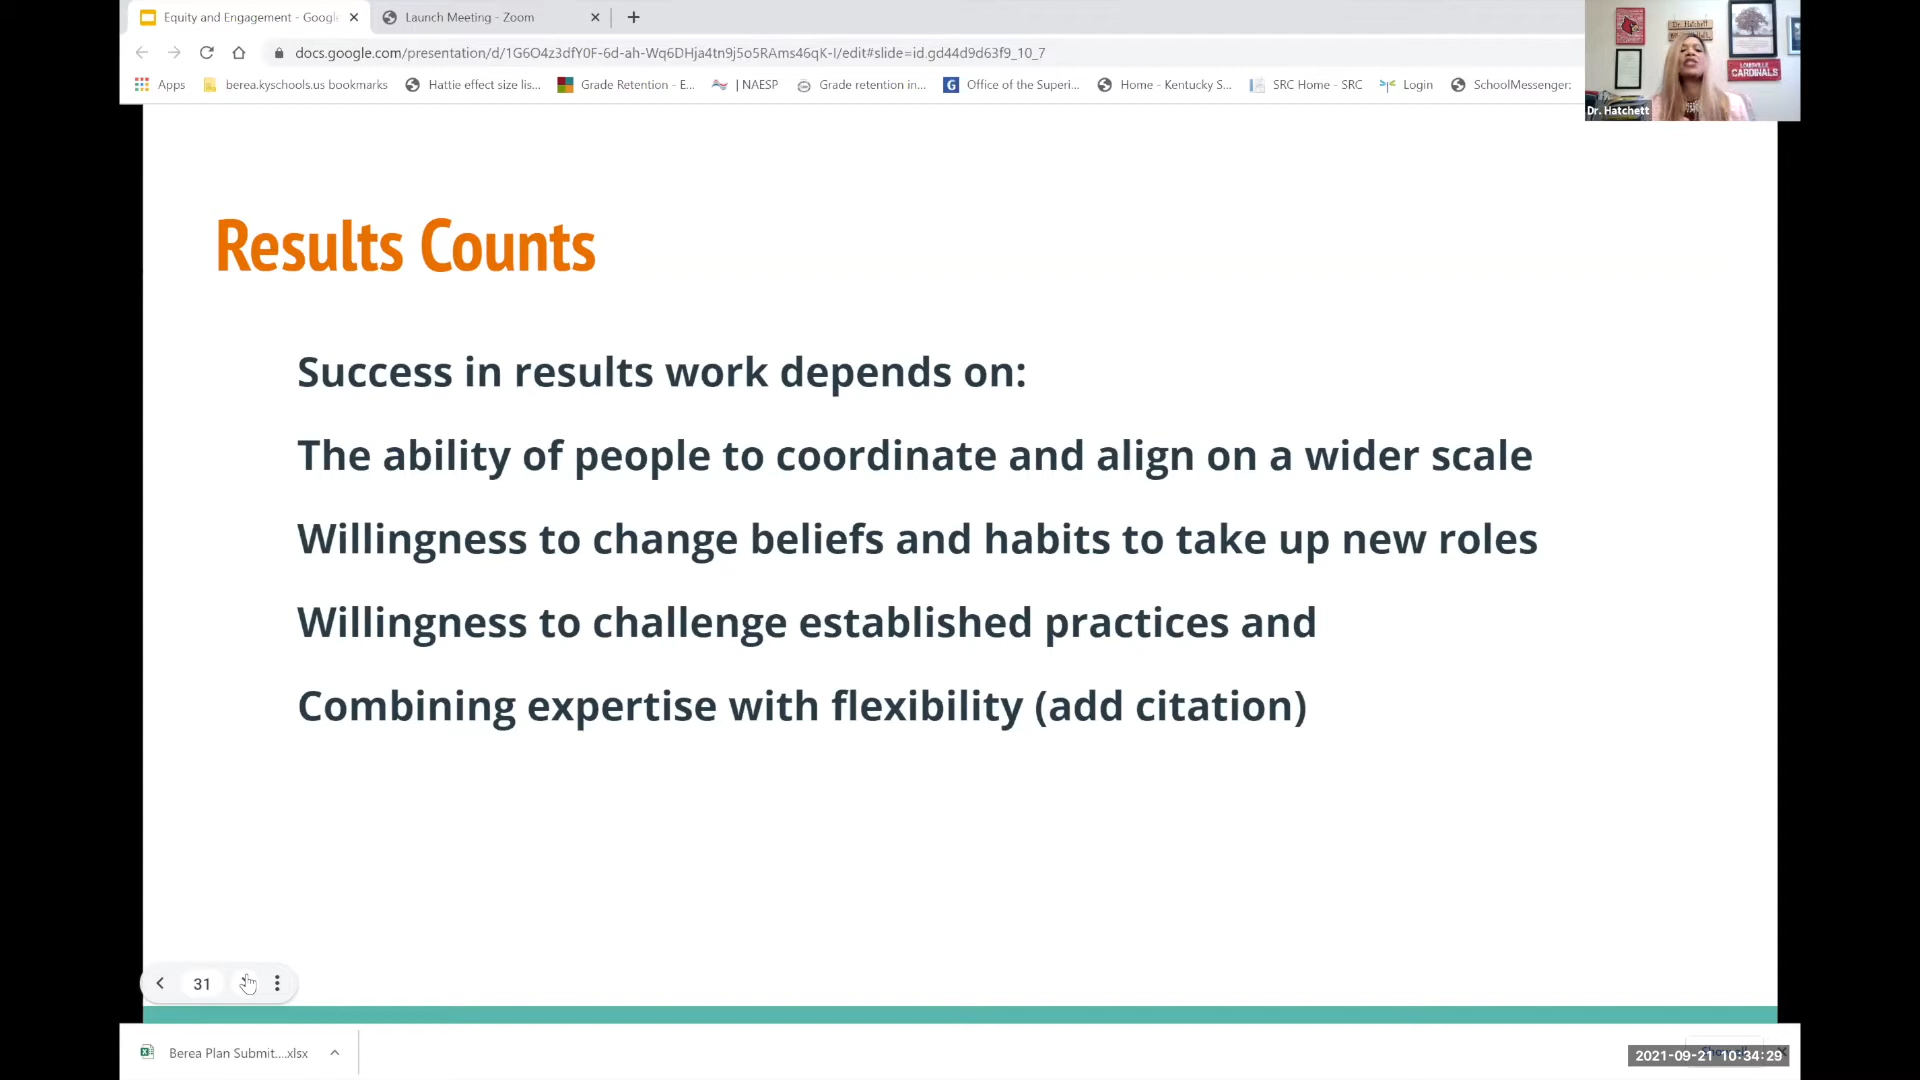 Equity and Engagement - Google
Launch Meeting - Zoom
docs.google.com/presentation/d/1G6O4z3dfY0F-6d-ah-Wq6DHja4tn9j5o5RAms46qK-I/edit#slide=id.gd44d9d63f9_10_7
Apps
berea.kyschools.us bookmarks
Hattie effect size lis...
Grade Retention - E...
| NAESP
Grade retention in...
Office of the Superi...
Home - Kentucky S...
SRC Home - SRC
Login
SchoolMessenger:
Dr. Hatchett
LOUISVILLE
CARDINALS
Dr. Hatchett
Results Counts
Success in results work depends on:
The ability of people to coordinate and align on a wider scale
Willingness to change beliefs and habits to take up new roles
Willingness to challenge established practices and
Combining expertise with flexibility (add citation)
31
Berea Plan Submit....xlsx
2021-09-21 10:34:29